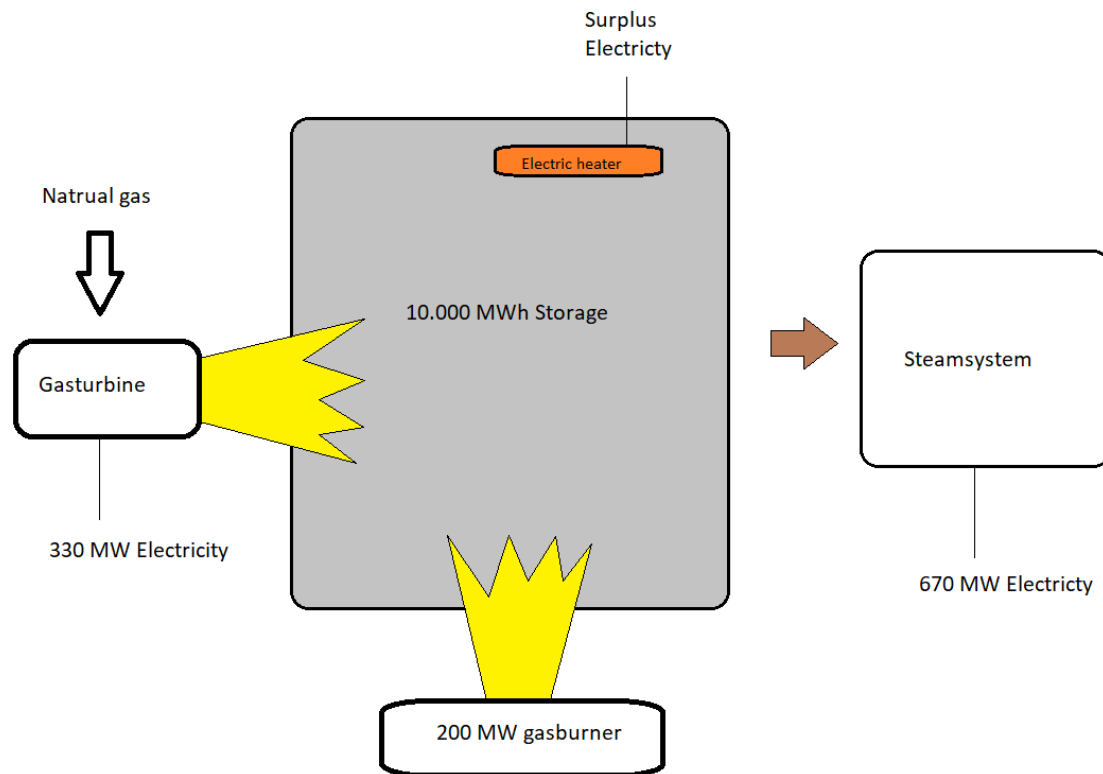 Surplus
Electricty
Electric heater
Natrual gas
10.000 MWh Storage
Gasturbine
Steamsystem
330 MW Electricity
670 MW Electricty
200 MW gasburner